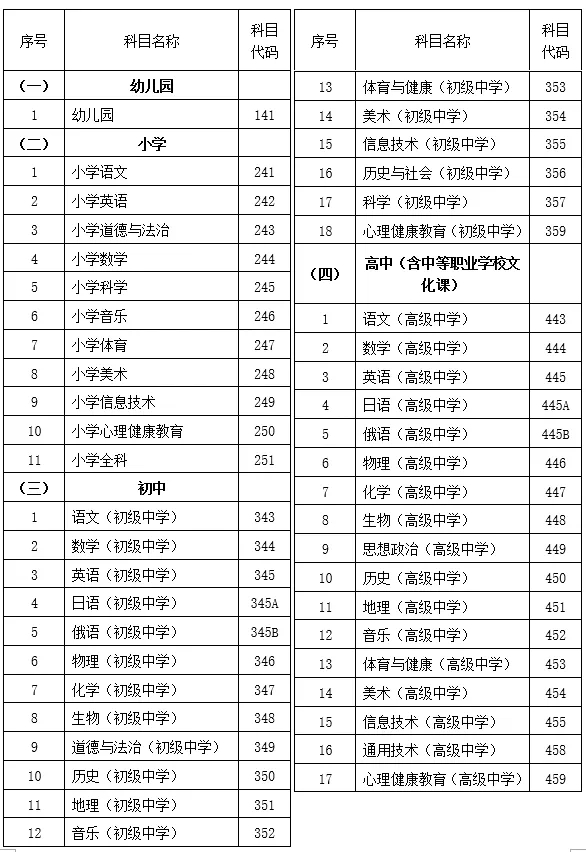 序号 科目名称 科目代码
（一） 幼儿园
1 幼儿园 141
（二） 小学
1 小学语文 241
2 小学英语 242
3 小学道德与法治 243
4 小学数学 244
5 小学科学 245
6 小学音乐 246
7 小学体育 247
8 小学美术 248
9 小学信息技术 249
10 小学心理健康教育 250
11 小学全科 251
（三） 初中
1 语文（初级中学） 343
2 数学（初级中学） 344
3 英语（初级中学） 345
4 日语（初级中学） 345A
5 俄语（初级中学） 345B
6 物理（初级中学） 346
7 化学（初级中学） 347
8 生物（初级中学） 348
9 道德与法治（初级中学） 349
10 历史（初级中学） 350
11 地理（初级中学） 351
12 音乐（初级中学） 352
序号 科目名称 科目代码
13 体育与健康（初级中学） 353
14 美术（初级中学） 354
15 信息技术（初级中学） 355
16 历史与社会（初级中学） 356
17 科学（初级中学） 357
18 心理健康教育（初级中学） 359
（四） 高中（含中等职业学校文化课）
1 语文（高级中学） 443
2 数学（高级中学） 444
3 英语（高级中学） 445
4 日语（高级中学） 445A
5 俄语（高级中学） 445B
6 物理（高级中学） 446
7 化学（高级中学） 447
8 生物（高级中学） 448
9 思想政治（高级中学） 449
10 历史（高级中学） 450
11 地理（高级中学） 451
12 音乐（高级中学） 452
13 体育与健康（高级中学） 453
14 美术（高级中学） 454
15 信息技术（高级中学） 455
16 通用技术（高级中学） 458
17 心理健康教育（高级中学） 459